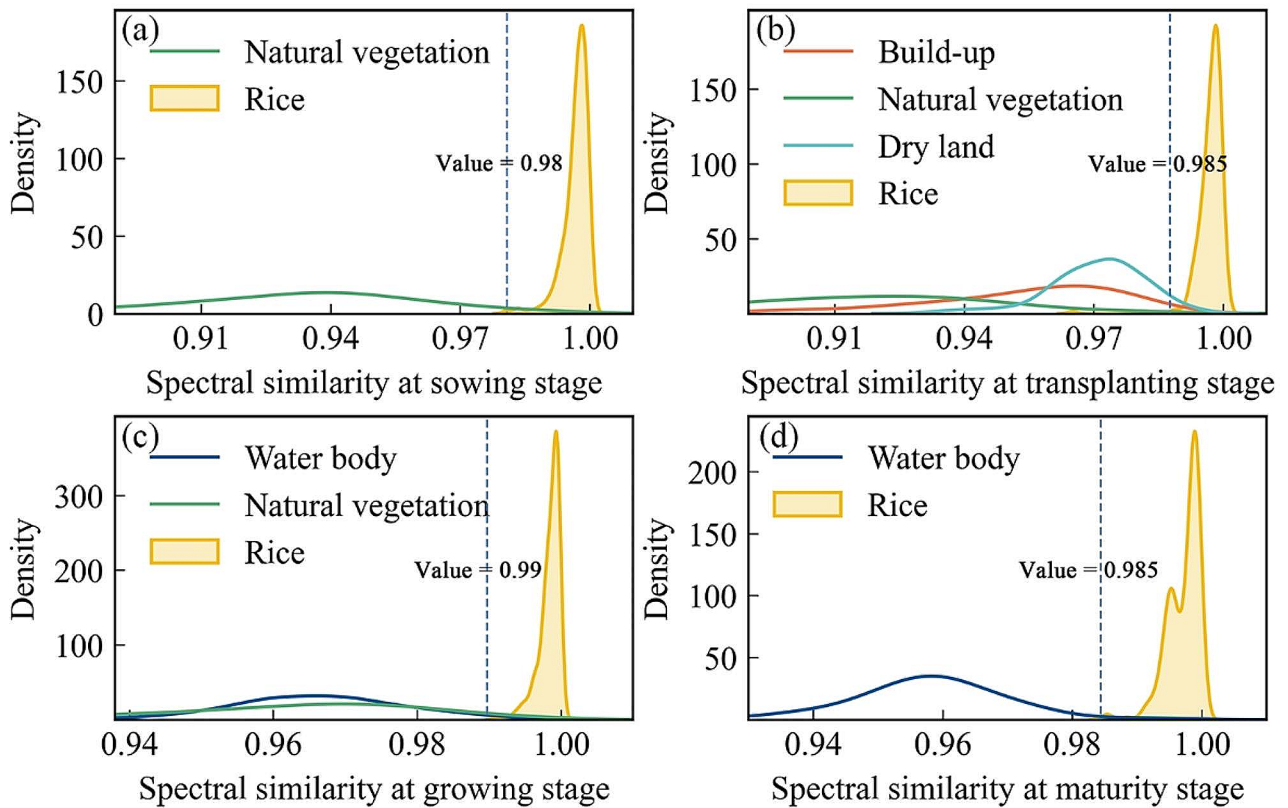 (a)
Natural vegetation
Rice
Value = 0.98
Density
150
100
50
0
0.91 0.94 0.97 1.00
Spectral similarity at sowing stage
(b)
Build-up
Natural vegetation
Dry land
Rice
Value = 0.985
Density
150
100
50
0.91 0.94 0.97 1.00
Spectral similarity at transplanting stage
(c)
Water body
Natural vegetation
Rice
Value = 0.99
Density
300
200
100
0.94 0.96 0.98 1.00
Spectral similarity at growing stage
(d)
Water body
Rice
Value = 0.985
Density
200
150
100
50
0.94 0.96 0.98 1.00
Spectral similarity at maturity stage